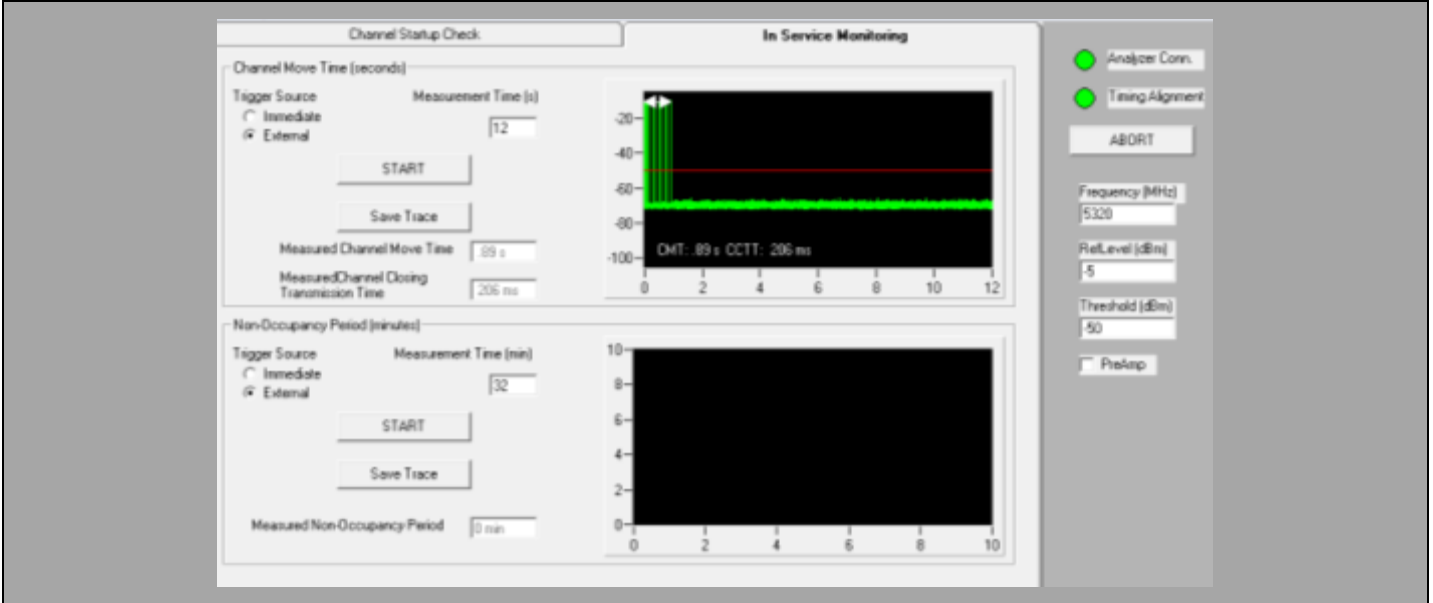 Channel Startup Check
In Service Monitoring
Channel Move Time (seconds)
Trigger Source
Measurement Time (s)
Immediate
External
12
START
Save Trace
Measured Channel Move Time
.89 s
MeasuredChannel Closing
Transmission Time
206 ms
-20
-40
-60
-80
-100
CMT: .89 s CCTT: 206 ms
0 2 4 6 8 10 12
Non-Occupancy Period (minutes)
Trigger Source
Measurement Time (min)
Immediate
External
32
START
Save Trace
Measured Non-Occupancy Period
0 min
10
8
6
4
2
0
0 2 4 6 8 10
Analyzer Conn.
Timing Alignment
ABORT
Frequency (MHz)
5320
RefLevel (dBm)
-5
Threshold (dBm)
-50
PreAmp